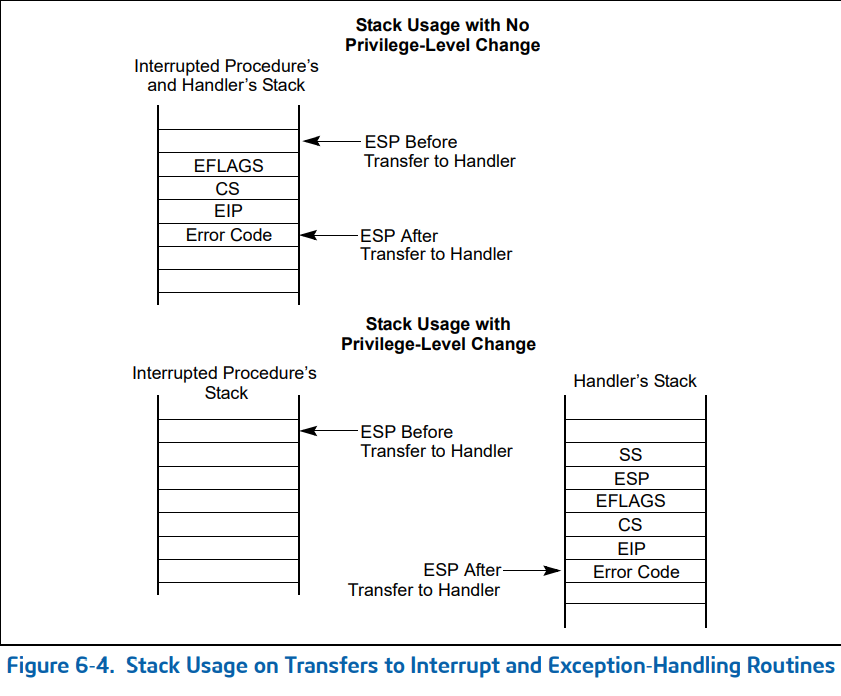 Stack Usage with No
Privilege-Level Change
Interrupted Procedure's
and Handler's Stack
ESP Before
Transfer to Handler
EFLAGS
CS
EIP
Error Code
ESP After
Transfer to Handler
Stack Usage with
Privilege-Level Change
Interrupted Procedure's
Stack
Handler's Stack
ESP Before
Transfer to Handler
SS
ESP
EFLAGS
CS
EIP
ESP After
Transfer to Handler
Error Code
Figure 6-4. Stack Usage on Transfers to Interrupt and Exception-Handling Routines